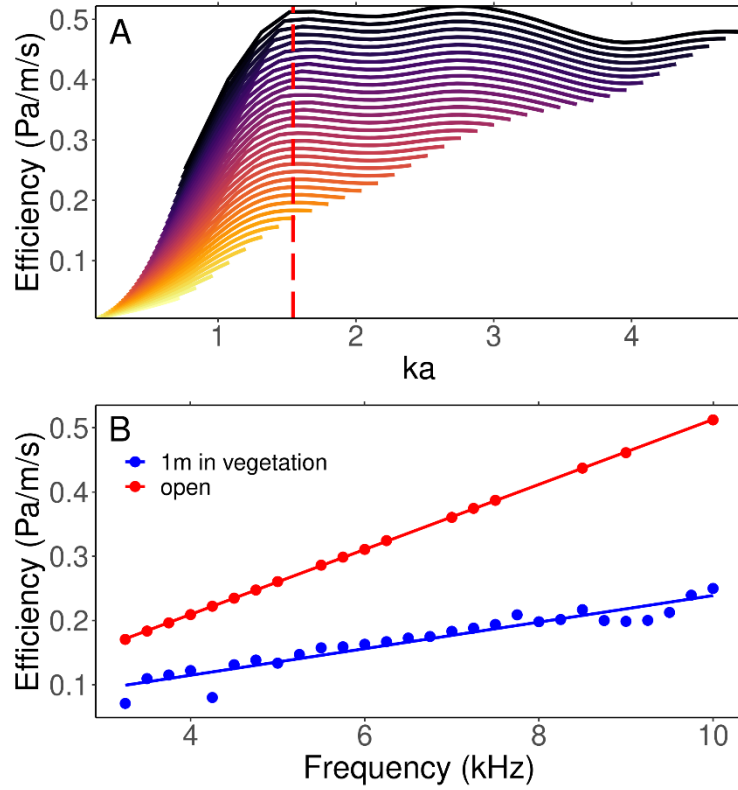 A
Efficiency (Pa/m/s)
0.5
0.4
0.3
0.2
0.1
1 2 3 4
ka
B
Efficiency (Pa/m/s)
0.5
0.4
0.3
0.2
0.1
1m in vegetation
open
4 6 8 10
Frequency (kHz)